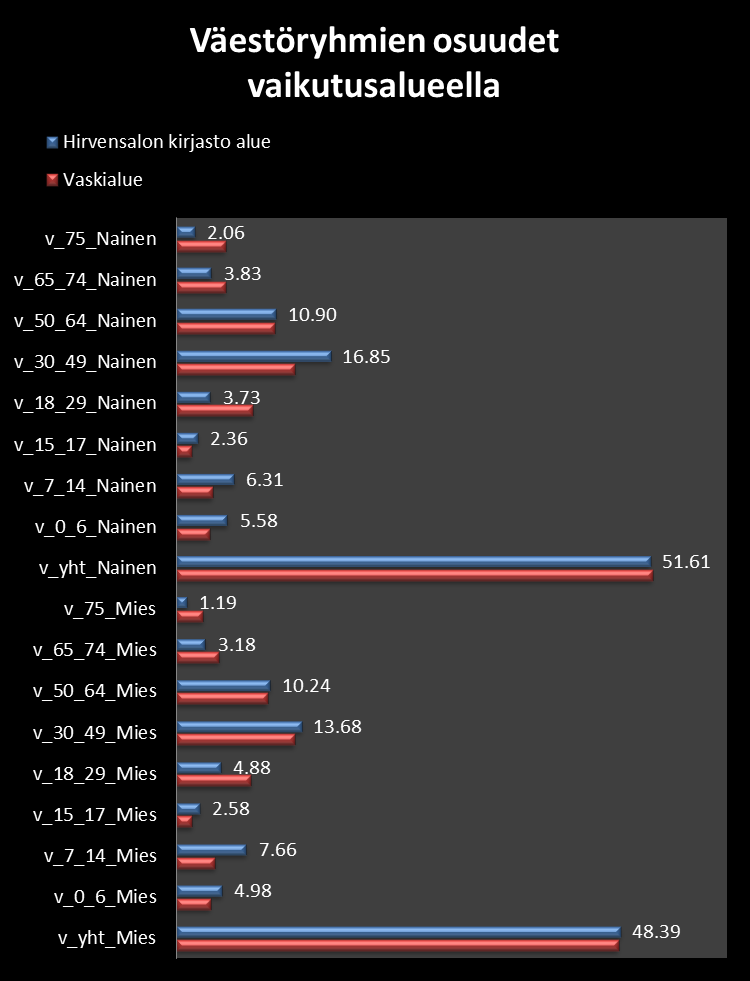 Väestöryhmien osuudet
vaikutusalueella
Hirvensalon kirjasto alue
Vaskialue
v_75_Nainen 2.06
v_65_74_Nainen 3.83
v_50_64_Nainen 10.90
v_30_49_Nainen 16.85
v_18_29_Nainen 3.73
v_15_17_Nainen 2.36
v_7_14_Nainen 6.31
v_0_6_Nainen 5.58
v_yht_Nainen 51.61
v_75_Mies 1.19
v_65_74_Mies 3.18
v_50_64_Mies 10.24
v_30_49_Mies 13.68
v_18_29_Mies 4.88
v_15_17_Mies 2.58
v_7_14_Mies 7.66
v_0_6_Mies 4.98
v_yht_Mies 48.39